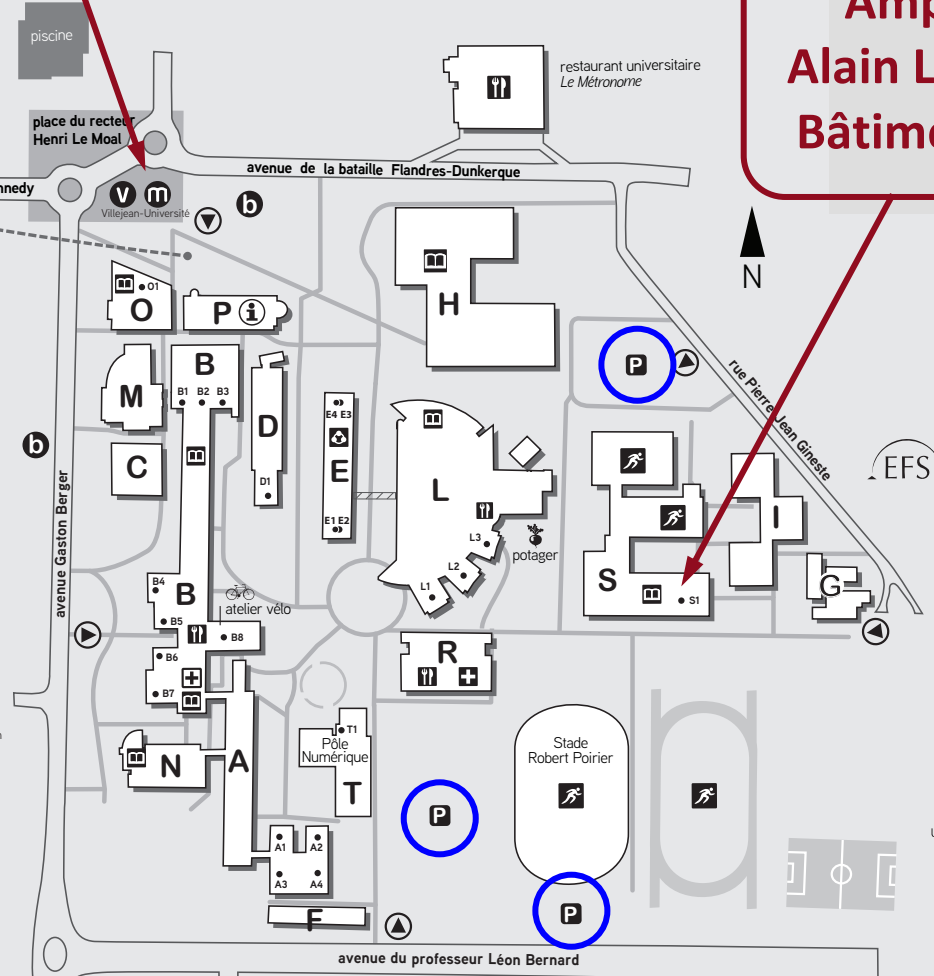 piscine
restaurant universitaire
Le Métronome
Alain L
place du recteur
Henri Le Moal
avenue de la bataille Flandres-Dunkerque
v m
b
Villejean-Université
N
O1
O
P i
H
P
B
B1 B2 B3
M
D
E4 E3
rue Pierre Jean Gineste
C
D1
b
E
L
EFS
I
E1 E2
L3
potager
avenue Gaston Berger
B4
B
L2
L1
S
S1
G
atelier vélo
B5
B8
B6
R
B7
T1
Pôle
Numérique
Stade
Robert Poirier
N
A
T
P
A1 A2
A3 A4
P
F
avenue du professeur Léon Bernard